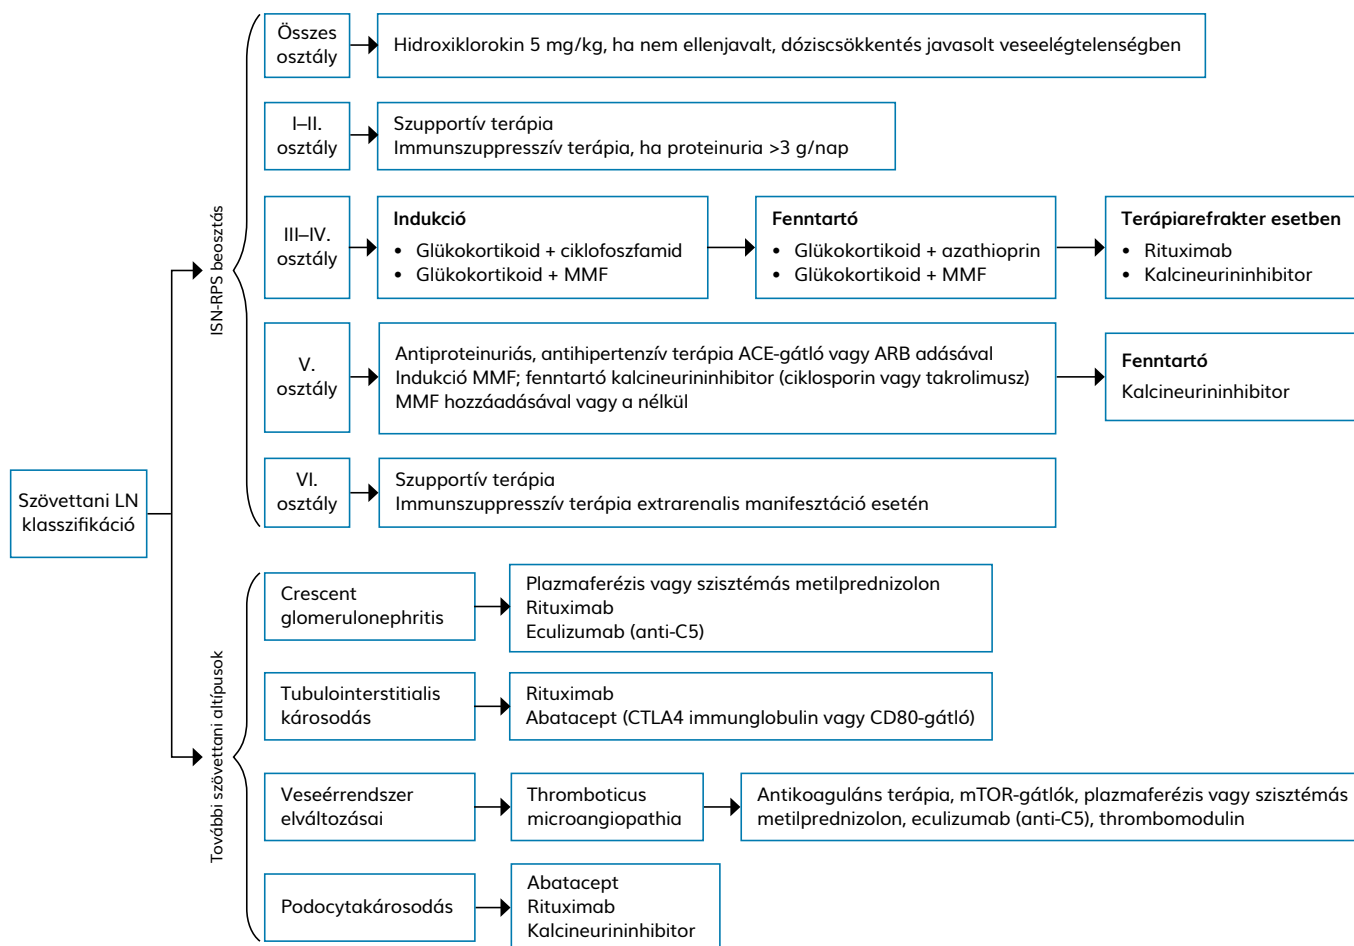 Szövettani LN
klasszifikáció
ISN-RPS beosztás
Összes
osztály
Hidroxiklorokin 5 mg/kg, ha nem ellenjavalt, dóziscsökkentés javasolt veseelégtelenségben
I–II.
osztály
Szupportív terápia
Immunszuppresszív terápia, ha proteinuria >3 g/nap
III–IV.
osztály
Indukció
• Glükokortikoid + ciklofoszfamid
• Glükokortikoid + MMF
Fenntartó
• Glükokortikoid + azathioprin
• Glükokortikoid + MMF
Terápiarefrakter esetben
• Rituximab
• Kalcineurininhibitor
V.
osztály
Antiproteinuriás, antihipertenzív terápia ACE-gátló vagy ARB adásával
Indukció MMF; fenntartó kalcineurininhibitor (ciklosporin vagy takrolimusz)
MMF hozzáadásával vagy a nélkül
Fenntartó
Kalcineurininhibitor
VI.
osztály
Szupportív terápia
Immunszuppresszív terápia extrarenalis manifesztáció esetén
További szövettani altípusok
Crescent
glomerulonephritis
Plazmaferézis vagy szisztémás metilprednizolon
Rituximab
Eculizumab (anti-C5)
Tubulointerstitialis
károsodás
Rituximab
Abatacept (CTLA4 immunglobulin vagy CD80-gátló)
Veseérrendszer
elváltozásai
Thromboticus
microangiopathia
Antikoaguláns terápia, mTOR-gátlók, plazmaferézis vagy szisztémás
metilprednizolon, eculizumab (anti-C5), thrombomodulin
Podocytakárosodás
Abatacept
Rituximab
Kalcineurininhibitor